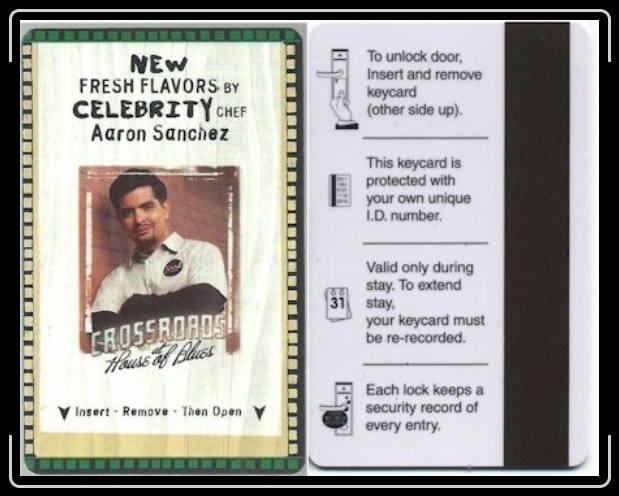 NEW
FRESH FLAVORS BY
CELEBRITY CHEF
Aaron Sanchez
CROSSROADS
at
House of Blues
Insert - Remove - Then Open
To unlock door,
Insert and remove
keycard
(other side up).
This keycard is
protected with
your own unique
I.D. number.
31
Valid only during
stay. To extend
stay,
your keycard must
be re-recorded.
Each lock keeps a
security record of
every entry.